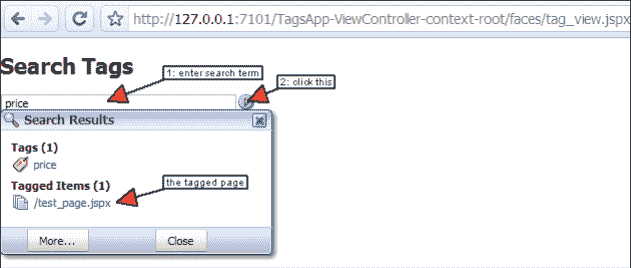 http://127.0.0.1:7101/TagsApp-ViewController-context-root/faces/tag_view.jspx
Search Tags
1: enter search term
2: click this
price
Search Results
Tags (1)
price
Tagged Items (1)
the tagged page
/test_page.jspx
More...
Close